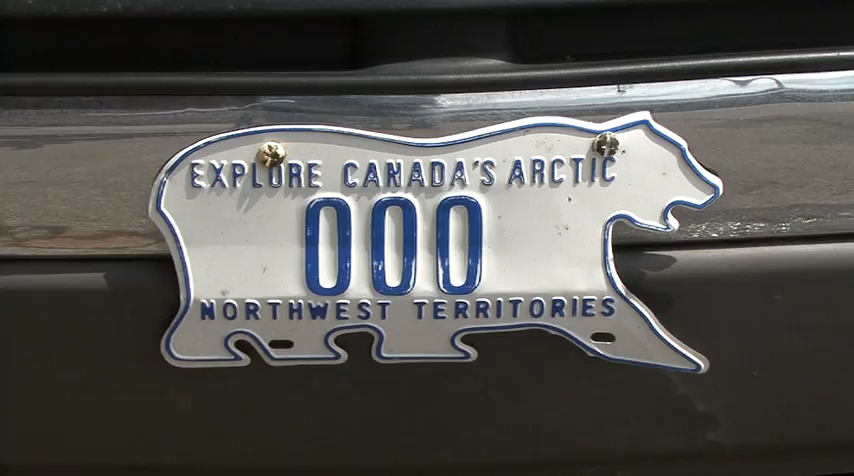 EXPLORE CANADA'S ARCTIC
000
NORTHWEST TERRITORIES